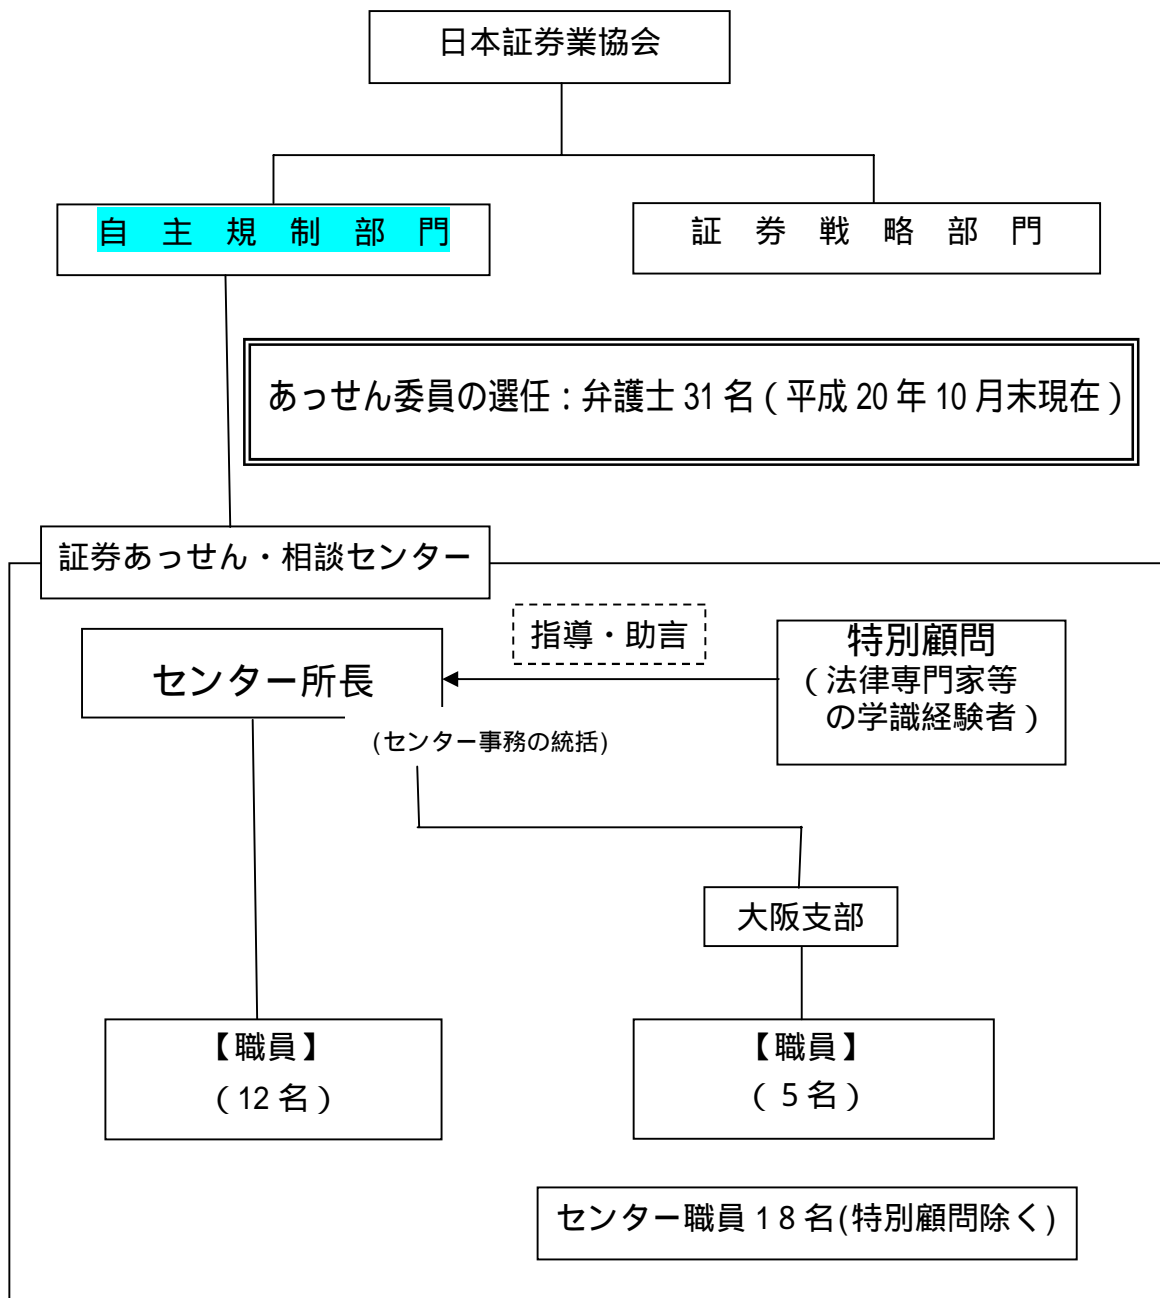 日本証券業協会
自主規制部門
証券戦略部門
あっせん委員の選任：弁護士 31 名（平成 20 年 10 月末現在）
証券あっせん・相談センター
指導・助言
特別顧問
（法律専門家等
の学識経験者）
センター所長
(センター事務の統括)
大阪支部
【職員】
（12 名）
【職員】
（５名）
センター職員１８名(特別顧問除く)